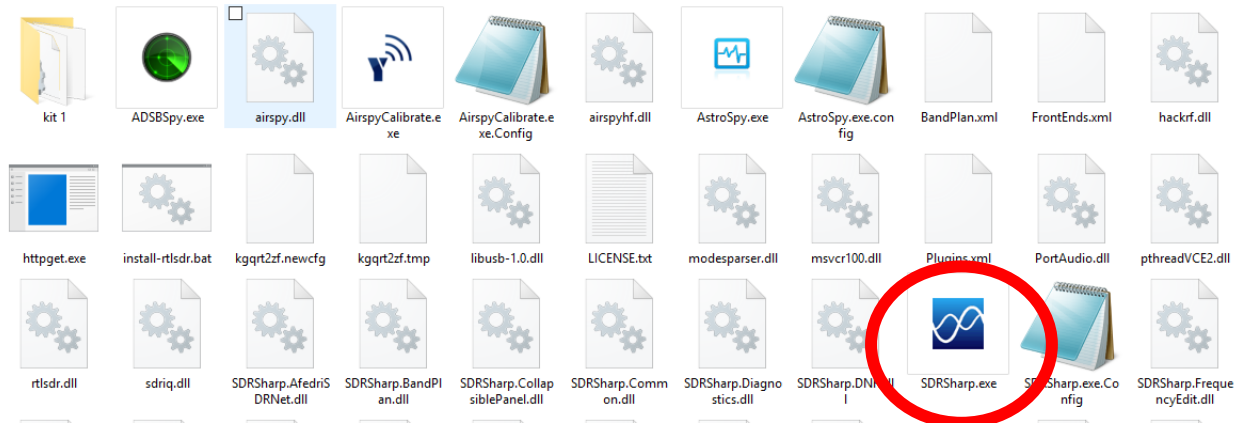 kit 1
ADSBSpy.exe
airspy.dll
AirspyCalibrate.e
xe
AirspyCalibrate.e
xe.Config
airspyhf.dll
AstroSpy.exe
AstroSpy.exe.con
fig
BandPlan.xml
FrontEnds.xml
hackrf.dll
httpget.exe
install-rtlsdr.bat
kgqrt2zf.newcfg
kgqrt2zf.tmp
libusb-1.0.dll
LICENSE.txt
modesparser.dll
msvcr100.dll
Plugins.xml
PortAudio.dll
pthreadVCE2.dll
rtlsdr.dll
sdriq.dll
SDRSharp.AfedriS
DRNet.dll
SDRSharp.BandPl
an.dll
SDRSharp.Collap
siblePanel.dll
SDRSharp.Comm
on.dll
SDRSharp.Diagno
stics.dll
SDRSharp.exe
SDRSharp.exe.Co
nfig
SDRSharp.Freque
ncyEdit.dll